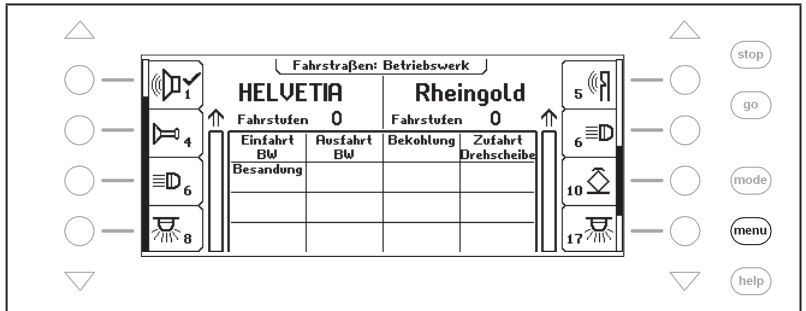 Fahrstraßen: Betriebswerk
HELVETIA
Rheingold
Fahrstufen 0
Fahrstufen 0
Einfahrt BW
Ausfahrt BW
Bekohlung
Zufahrt Drehscheibe
Besandung
1
4
6
8
5
6
10
17
stop
go
mode
menu
help